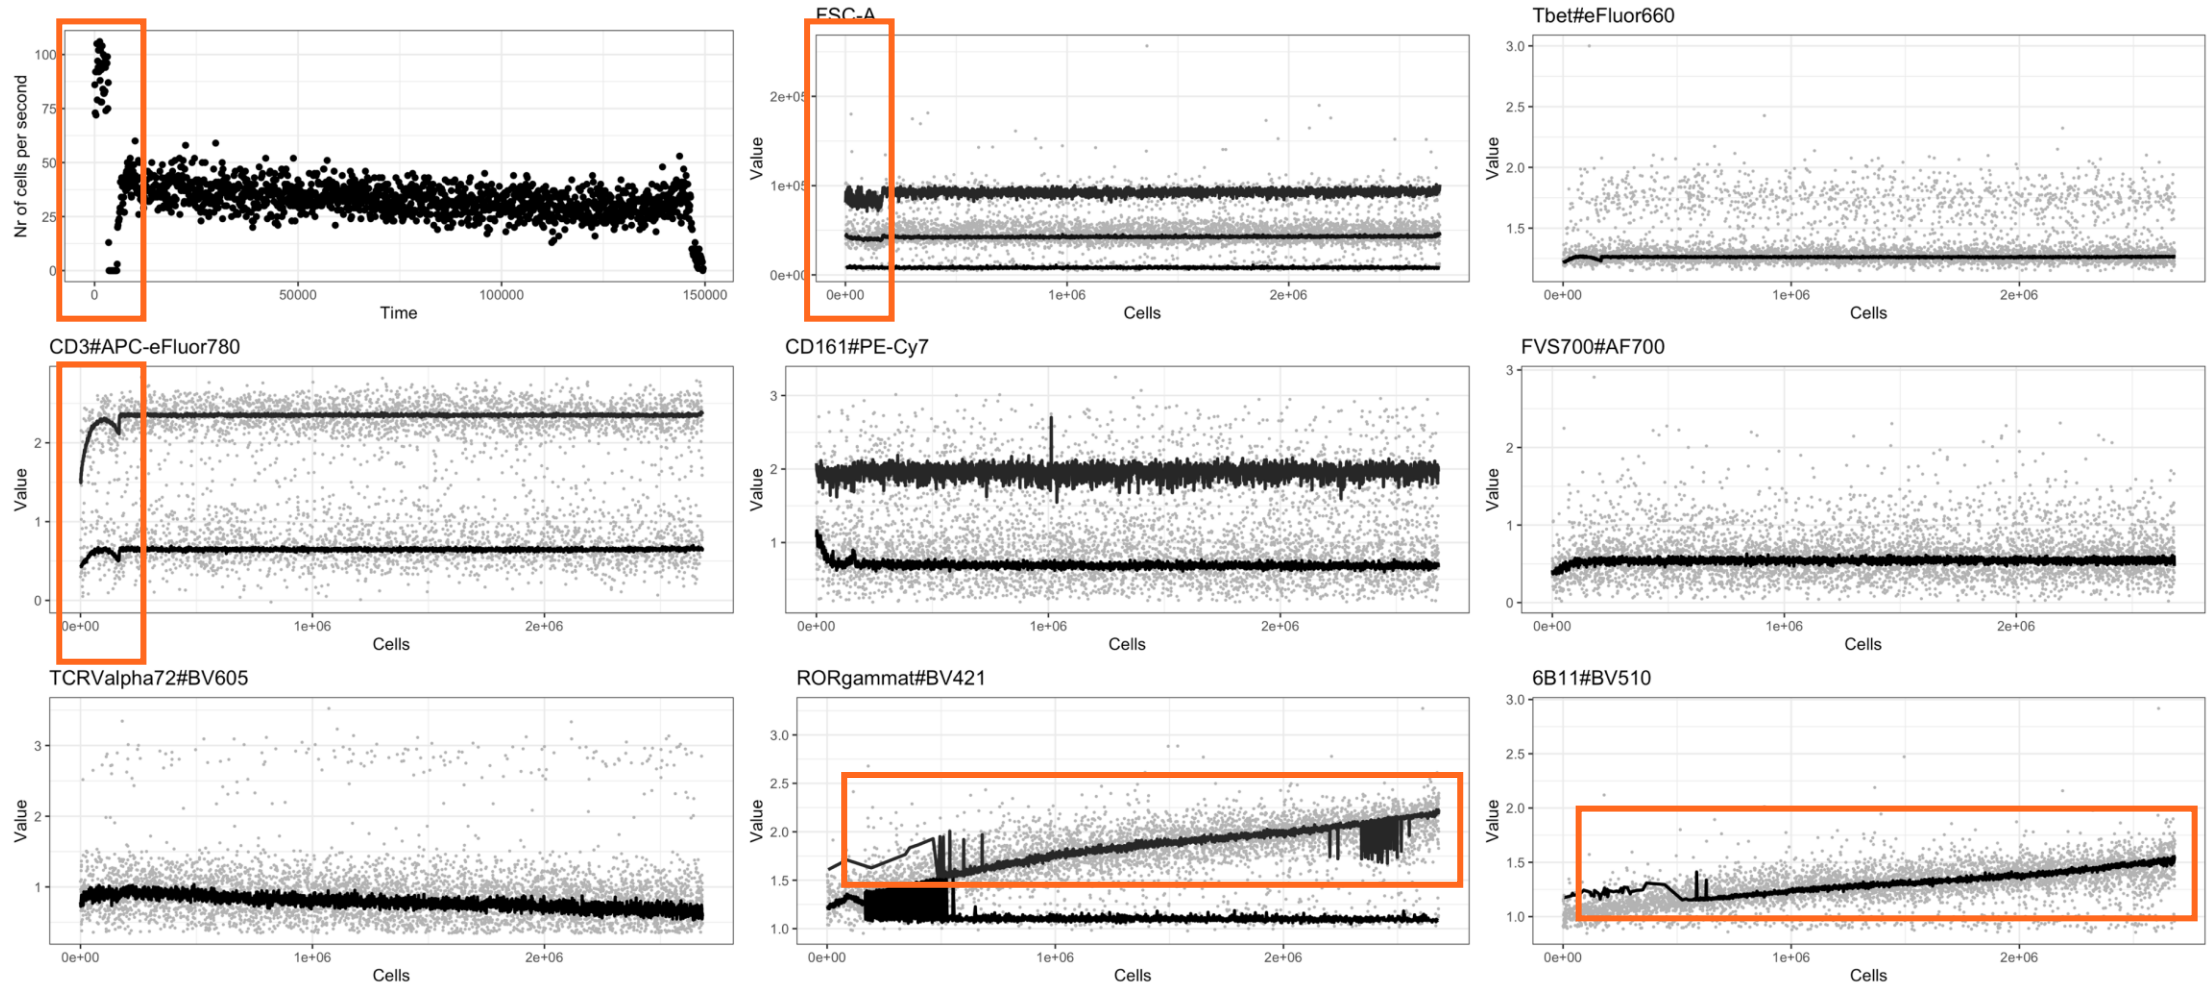 FSC-A
Tbet#eFluor660
Nr of cells per second
100
75
50
25
0
0
50000
100000
150000
Time
Value
2e+05
1e+05
0e+00
0e+00
1e+06
2e+06
Cells
Value
3.0
2.5
2.0
1.5
0e+00
1e+06
2e+06
Cells
CD3#APC-eFluor780
CD161#PE-Cy7
FVS700#AF700
Value
2
1
0
0e+00
1e+06
2e+06
Cells
Value
3
2
1
0e+00
1e+06
2e+06
Cells
Value
3
2
1
0
0e+00
1e+06
2e+06
Cells
TCRValpha72#BV605
RORgammat#BV421
6B11#BV510
Value
3
2
1
0e+00
1e+06
2e+06
Cells
Value
3.0
2.5
2.0
1.5
1.0
0e+00
1e+06
2e+06
Cells
Value
3.0
2.5
2.0
1.5
1.0
0e+00
1e+06
2e+06
Cells